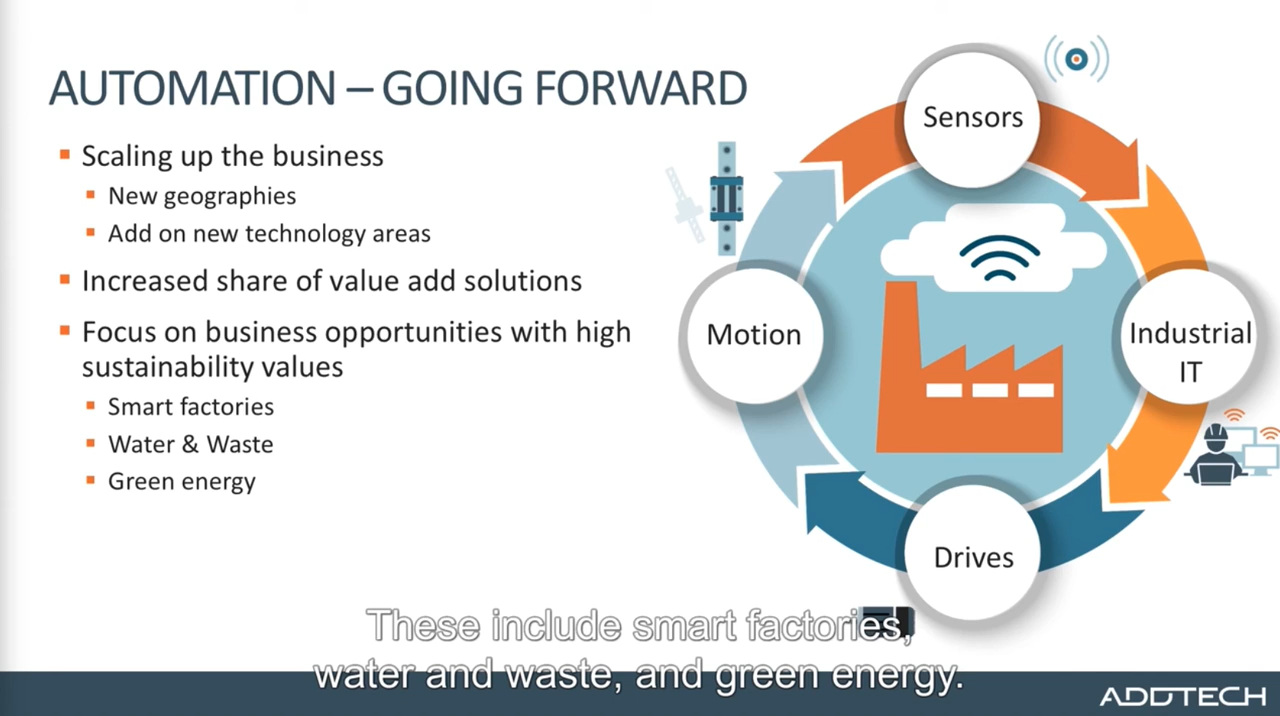 AUTOMATION – GOING FORWARD
Scaling up the business
New geographies
Add on new technology areas
Increased share of value add solutions
Focus on business opportunities with high
sustainability values
Smart factories
Water & Waste
Green energy
Sensors
Motion
Industrial
IT
Drives
These include smart factories,
water and waste, and green energy.
ADDTECH